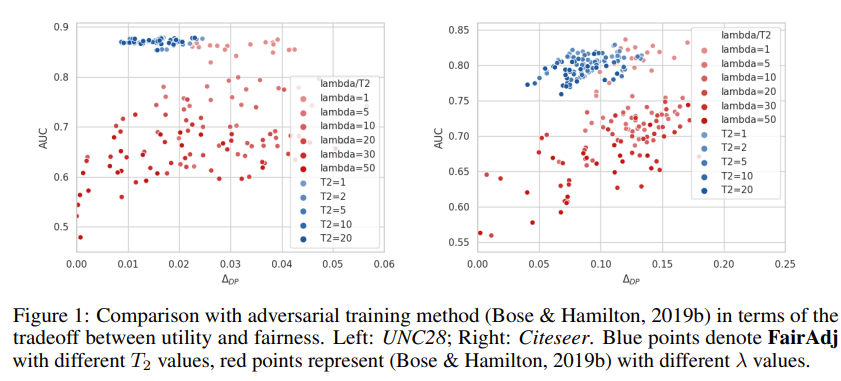 0.9
0.8
0.7
0.6
0.5
AUC
0.00 0.01 0.02 0.03 0.04 0.05 0.06
Δ_DP
lambda/T2
lambda=1
lambda=5
lambda=10
lambda=20
lambda=30
lambda=50
T2=1
T2=2
T2=5
T2=10
T2=20
0.85
0.80
0.75
0.70
0.65
0.60
0.55
AUC
0.00 0.05 0.10 0.15 0.20 0.25
Δ_DP
lambda/T2
lambda=1
lambda=5
lambda=10
lambda=20
lambda=30
lambda=50
T2=1
T2=2
T2=5
T2=10
T2=20
Figure 1: Comparison with adversarial training method (Bose & Hamilton, 2019b) in terms of the
tradeoff between utility and fairness. Left: UNC28; Right: Citeseer. Blue points denote FairAdj
with different T₂ values, red points represent (Bose & Hamilton, 2019b) with different λ values.